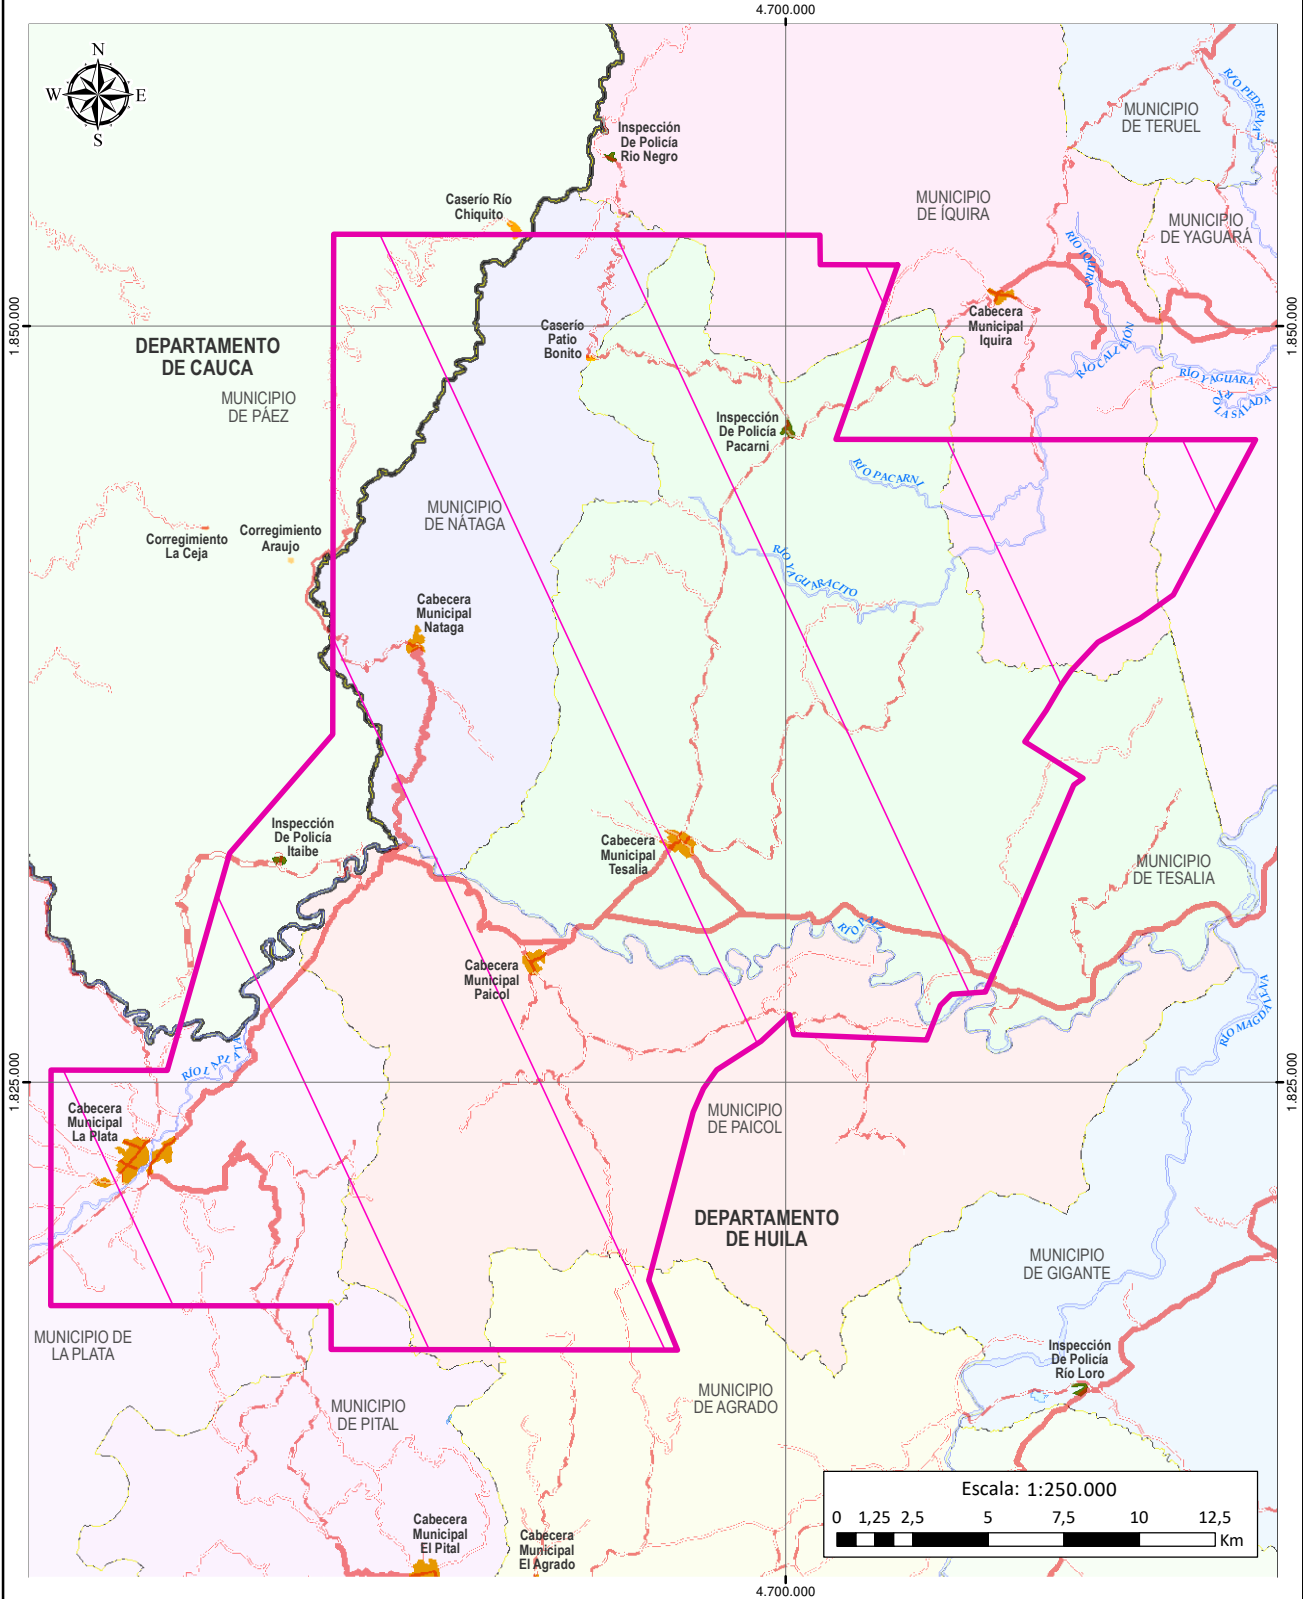 4.700.000
N
W
E
S
RÍO PEDERNAL
MUNICIPIO
DE TERUEL
Inspección
De Policía
Rio Negro
Caserío Río
Chiquito
MUNICIPIO
DE ÍQUIRA
MUNICIPIO
DE YAGUARÁ
RÍO IQUIRA
Cabecera
Municipal
Iquira
1.850.000
1.850.000
DEPARTAMENTO
DE CAUCA
Caserío
Patio
Bonito
RÍO CALLEJÓN
RÍO YAGUARA
RÍO
LA SALADA
MUNICIPIO
DE PÁEZ
Inspección
De Policía
Pacarni
RÍO PACARNI
MUNICIPIO
DE NÁTAGA
Corregimiento
La Ceja
Corregimiento
Araujo
RÍO YAGUARACITO
Cabecera
Municipal
Nataga
Inspección
De Policía
Itaibe
Cabecera
Municipal
Tesalia
MUNICIPIO
DE TESALIA
RÍO PÁEZ
Cabecera
Municipal
Paicol
RÍO MAGDALENA
RÍO LA PLATA
1.825.000
1.825.000
Cabecera
Municipal
La Plata
MUNICIPIO
DE PAICOL
DEPARTAMENTO
DE HUILA
MUNICIPIO
DE GIGANTE
MUNICIPIO DE
LA PLATA
Inspección
De Policía
Río Loro
MUNICIPIO
DE PITAL
MUNICIPIO
DE AGRADO
Cabecera
Municipal
El Pital
Cabecera
Municipal
El Agrado
Escala: 1:250.000
0 1,25 2,5 5 7,5 10 12,5
Km
4.700.000